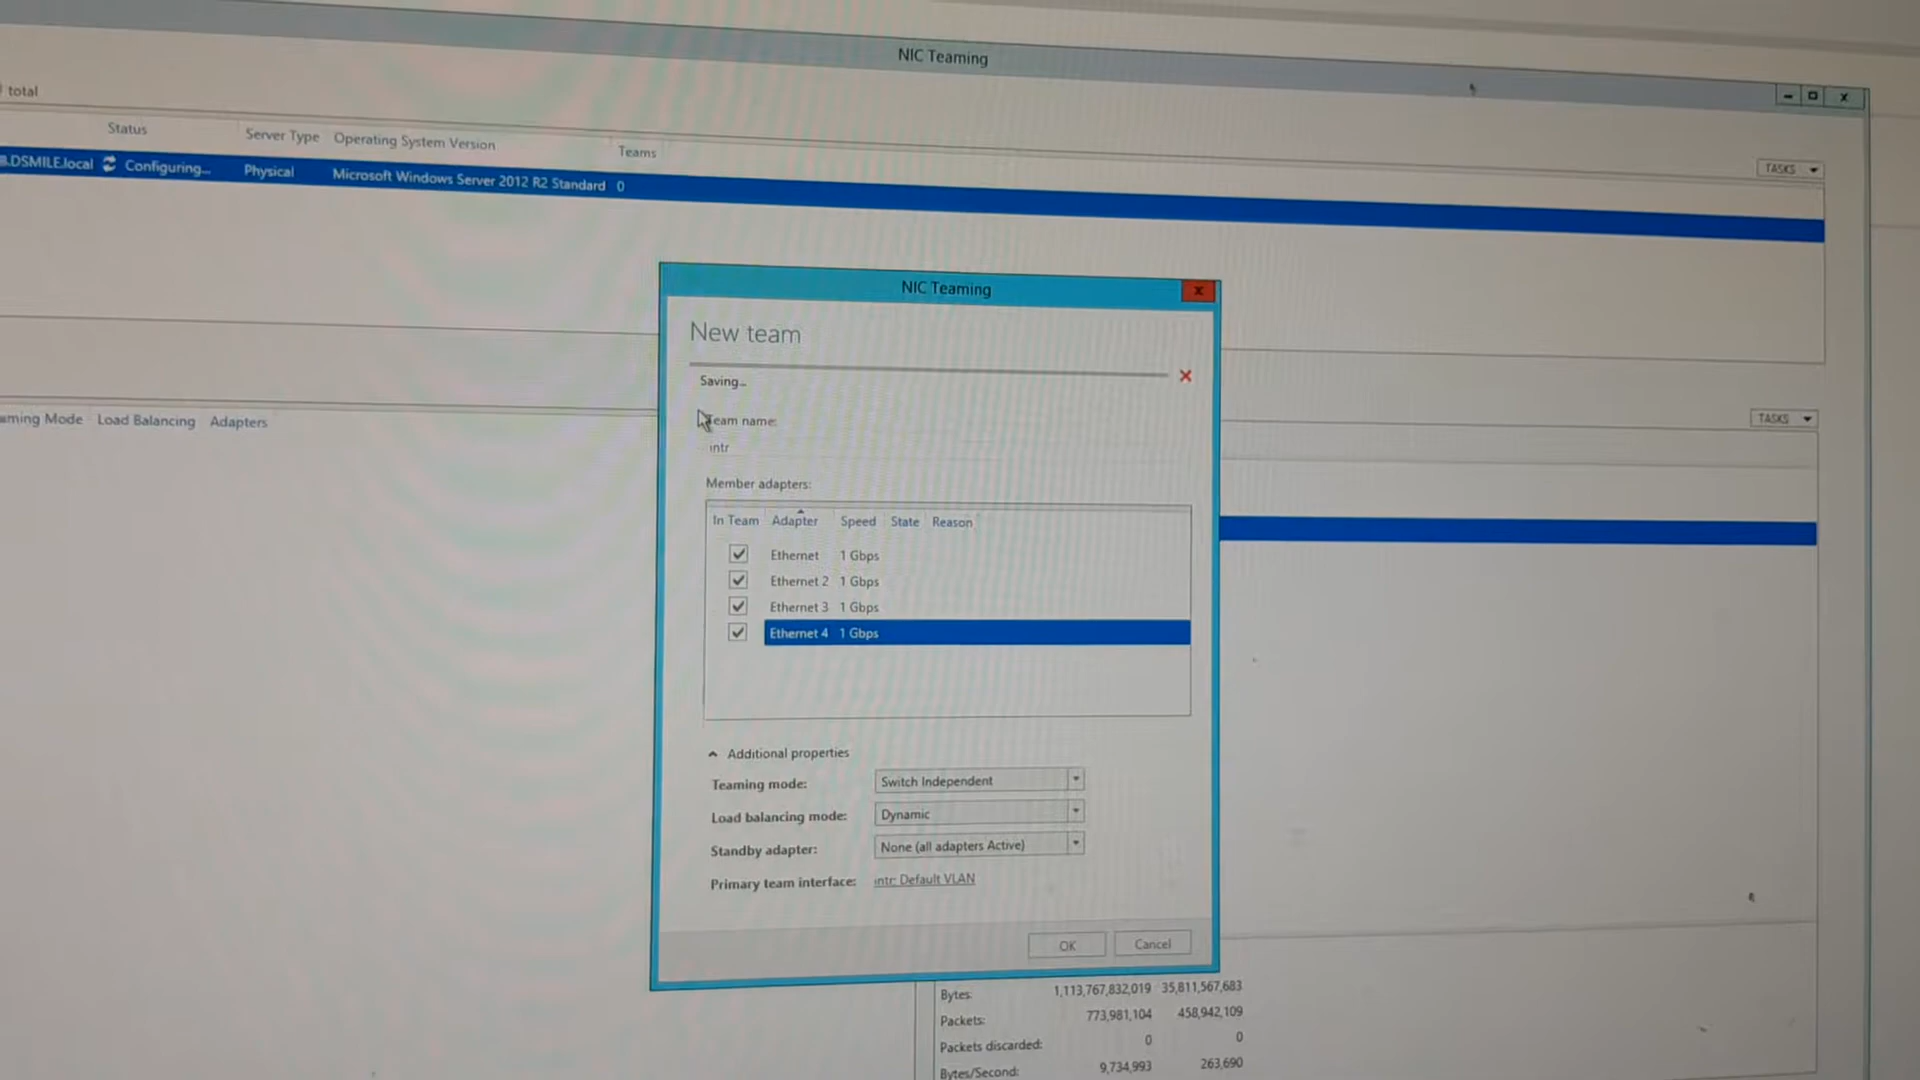 NIC Teaming
total
Status Server Type Operating System Version Teams
TASKS
.DSMILE.local Configuring... Physical Microsoft Windows Server 2012 R2 Standard 0
NIC Teaming
New team
Saving...
Team name:
intr
Member adapters:
In Team Adapter Speed State Reason
Ethernet 1 Gbps
Ethernet 2 1 Gbps
Ethernet 3 1 Gbps
Ethernet 4 1 Gbps
Additional properties
Teaming mode: Switch Independent
Load balancing mode: Dynamic
Standby adapter: None (all adapters Active)
Primary team interface: intr: Default VLAN
OK Cancel
aming Mode Load Balancing Adapters
TASKS
Bytes: 1,113,767,832,019 35,811,567,683
Packets: 773,981,104 458,942,109
Packets discarded: 0 0
Bytes/Second: 9,734,993 263,690